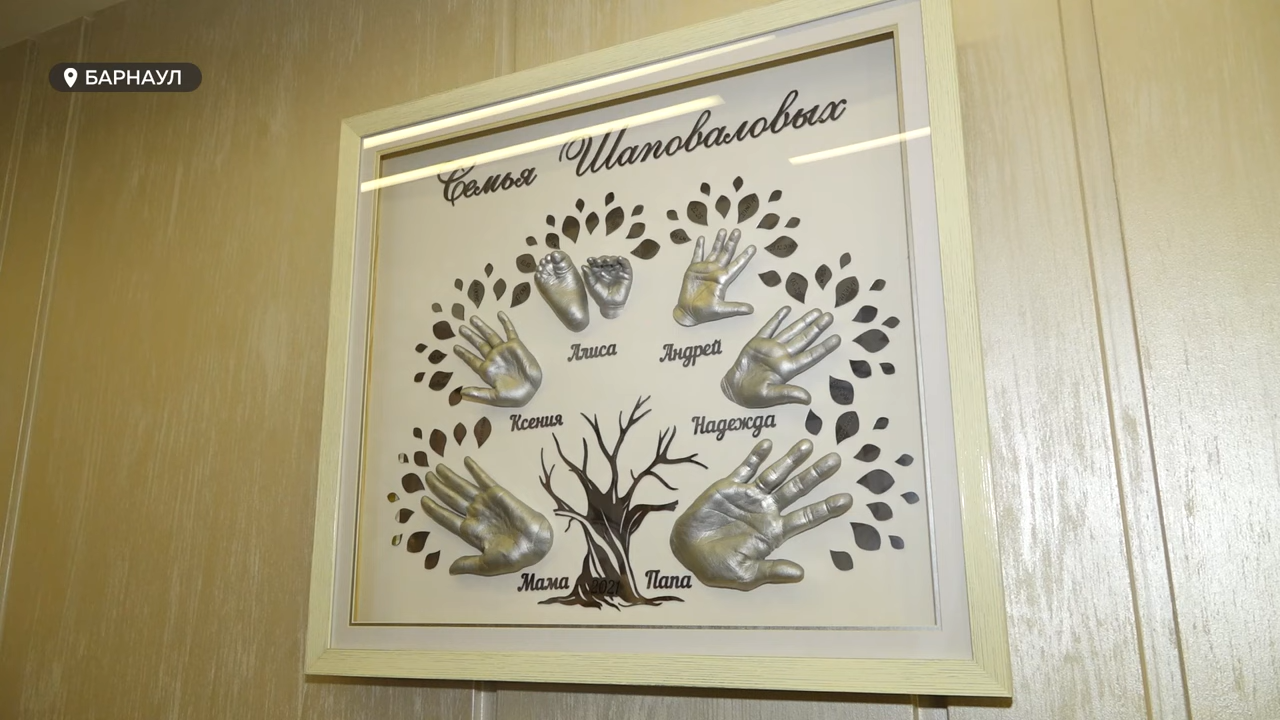 БАРНАУЛ
Семья Шаповаловых
Алиса Андрей
Ксения Надежда
Мама 2021 Папа